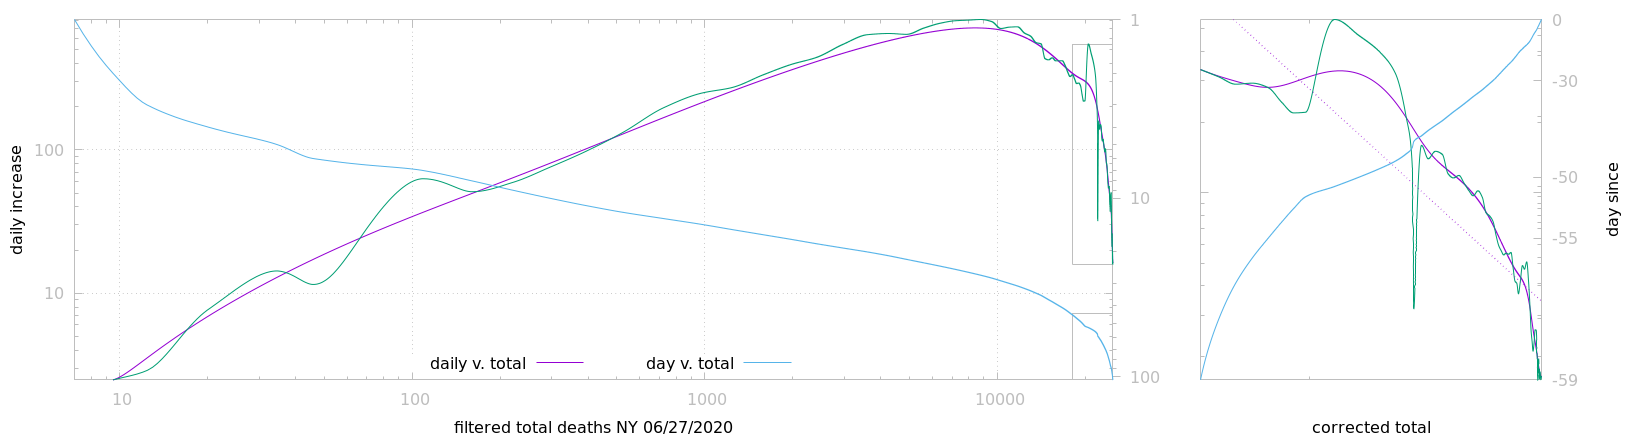 daily increase
100
10
daily v. total
day v. total
10
100
1000
10000
filtered total deaths NY 06/27/2020
1
10
100
0
-30
-50
-55
-59
day since
corrected total